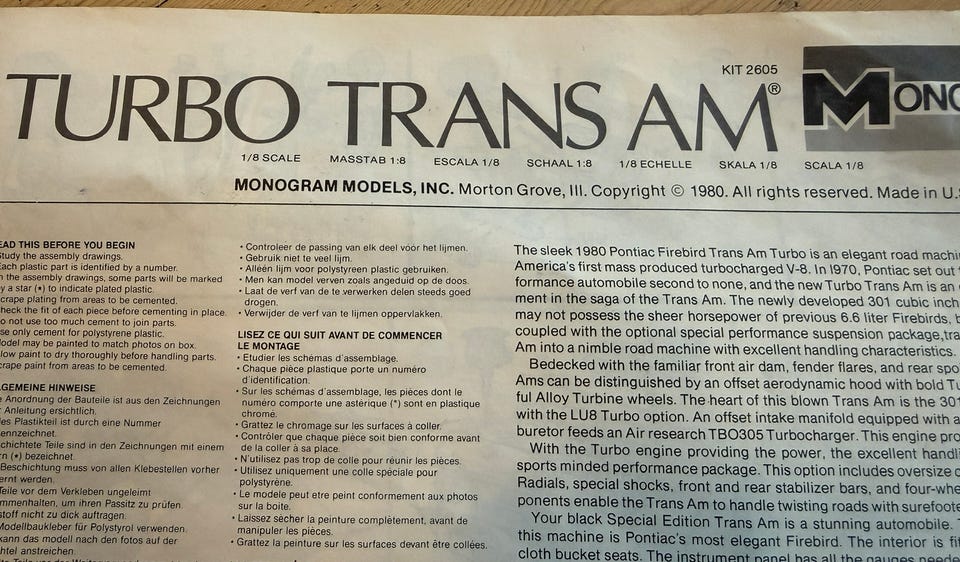 KIT 2605
TURBO TRANS AM®
1/8 SCALE MASSTAB 1:8 ESCALA 1/8 SCHAAL 1:8 1/8 ECHELLE SKALA 1/8 SCALA 1/8
MONOGRAM MODELS, INC. Morton Grove, Ill. Copyright © 1980. All rights reserved. Made in U.S
EAD THIS BEFORE YOU BEGIN
Study the assembly drawings.
Each plastic part is identified by a number.
n the assembly drawings, some parts will be marked
by a star (*) to indicate plated plastic.
crape plating from areas to be cemented.
heck the fit of each piece before cementing in place.
o not use too much cement to join parts.
se only cement for polystyrene plastic.
odel may be painted to match photos on box.
low paint to dry thoroughly before handling parts.
crape paint from areas to be cemented.
LGEMEINE HINWEISE
e Anordnung der Bauteile ist aus den Zeichnungen
r Anleitung ersichtlich.
des Plastikteil ist durch eine Nummer
ennzeichnet.
schichtete Teile sind in den Zeichnungen mit einem
rn (*) bezeichnet.
Beschichtung muss von allen Klebestellen vorher
ernt werden.
Teile vor dem Verkleben ungeleimt
mmenhalten, um ihren Passitz zu prüfen.
stoff nicht zu dick auftragen.
Modellbaukleber für Polystyrol verwenden.
kann das modell nach den fotos auf der
htel anstreichen.
• Controleer de passing van elk deel vóór het lijmen.
• Gebruik niet te veel lijm.
• Alléén lijm voor polystyreen plastic gebruiken.
• Men kan model verven zoals angeduid op de doos.
• Laat de verf van de te verwerken delen steeds goed
drogen.
• Verwijder de verf van te lijmen oppervlakken.
LISEZ CE QUI SUIT AVANT DE COMMENCER
LE MONTAGE
• Etudier les schémas d'assemblage.
• Chaque pièce plastique porte un numéro
d'identification.
• Sur les schémas d'assemblage, les pièces dont le
numéro comporte une astérique (*) sont en plastique
chromé.
• Grattez le chromage sur les surfaces à coller.
• Contrôler que chaque pièce soit bien conforme avant
de la coller à sa place.
• N'utilisez pas trop de colle pour réunir les pièces.
• Utilisez uniquement une colle spéciale pour
polystyrène.
• Le modele peut etre peint conformement aux photos
sur la boite.
• Laissez sècher la peinture complètement, avant de
manipuler les pièces.
• Grattez la peinture sur les surfaces devant être collées.
MONO
The sleek 1980 Pontiac Firebird Trans Am Turbo is an elegant road machi
America's first mass produced turbocharged V-8. In 1970, Pontiac set out
formance automobile second to none, and the new Turbo Trans Am is an
ment in the saga of the Trans Am. The newly developed 301 cubic inch
may not possess the sheer horsepower of previous 6.6 liter Firebirds, b
coupled with the optional special performance suspension package, tra
Am into a nimble road machine with excellent handling characteristics.
Bedecked with the familiar front air dam, fender flares, and rear spo
Ams can be distinguished by an offset aerodynamic hood with bold Tu
ful Alloy Turbine wheels. The heart of this blown Trans Am is the 301
with the LU8 Turbo option. An offset intake manifold equipped with a
buretor feeds an Air research TBO305 Turbocharger. This engine pro
With the Turbo engine providing the power, the excellent handli
sports minded performance package. This option includes oversize
Radials, special shocks, front and rear stabilizer bars, and four-whe
ponents enable the Trans Am to handle twisting roads with surefoote
Your black Special Edition Trans Am is a stunning automobile.
this machine is Pontiac's most elegant Firebird. The interior is fit
cloth bucket seats. The instrument panel has all the gauges neede